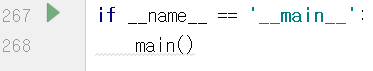 267 if __name__ == '__main__':
268     main()